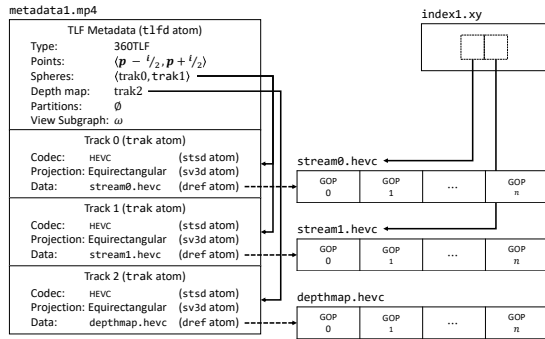 metadata1.mp4
TLF Metadata (tlfd atom)
Type: 360TLF
Points: ⟨p − i/2, p + i/2⟩
Spheres: ⟨trak0, trak1⟩
Depth map: trak2
Partitions: ∅
View Subgraph: ω
Track 0 (trak atom)
Codec: HEVC (stsd atom)
Projection: Equirectangular (sv3d atom)
Data: stream0.hevc (dref atom)
Track 1 (trak atom)
Codec: HEVC (stsd atom)
Projection: Equirectangular (sv3d atom)
Data: stream1.hevc (dref atom)
Track 2 (trak atom)
Codec: HEVC (stsd atom)
Projection: Equirectangular (sv3d atom)
Data: depthmap.hevc (dref atom)
index1.xy
stream0.hevc
GOP 0 GOP 1 ... GOP n
stream1.hevc
GOP 0 GOP 1 ... GOP n
depthmap.hevc
GOP 0 GOP 1 ... GOP n